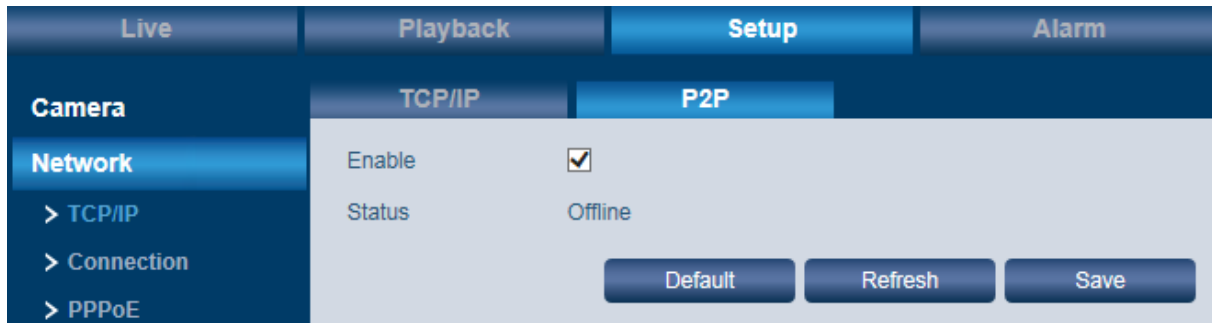 Live Playback Setup Alarm
Camera TCP/IP P2P
Network Enable
> TCP/IP Status Offline
> Connection Default Refresh Save
> PPPoE